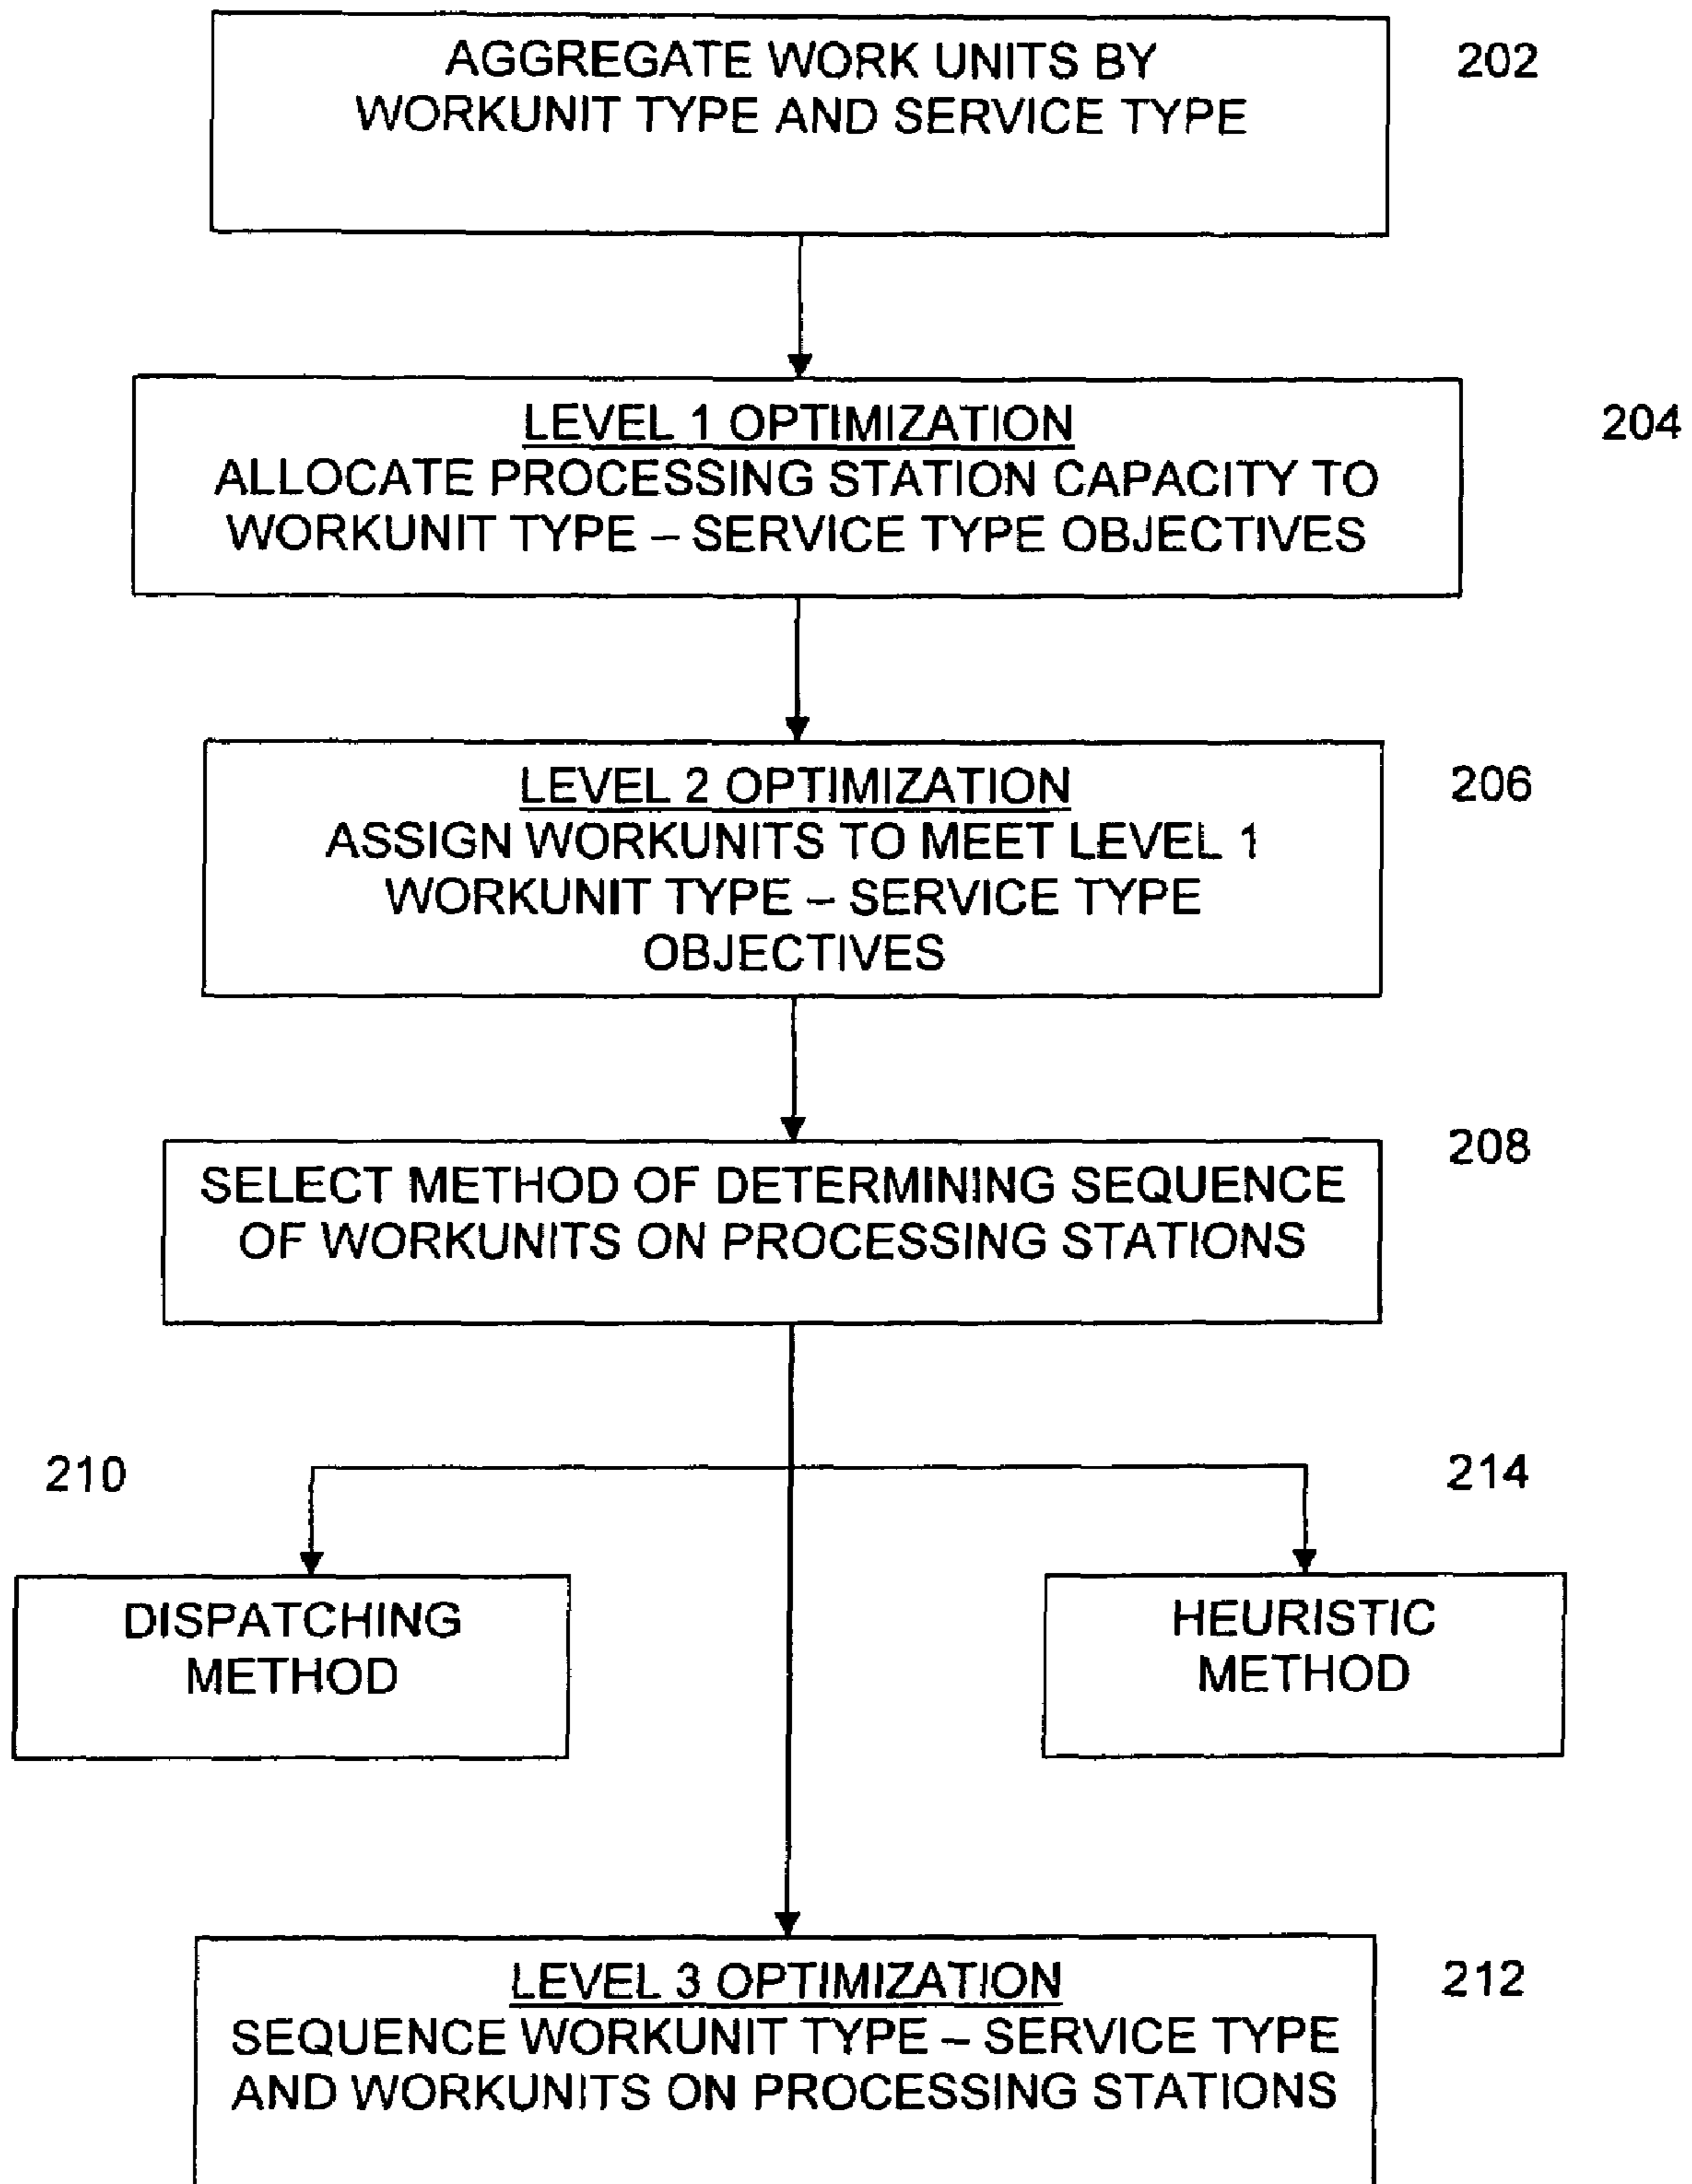 AGGREGATE WORK UNITS BY
WORKUNIT TYPE AND SERVICE TYPE
202
LEVEL 1 OPTIMIZATION
ALLOCATE PROCESSING STATION CAPACITY TO
WORKUNIT TYPE – SERVICE TYPE OBJECTIVES
204
LEVEL 2 OPTIMIZATION
ASSIGN WORKUNITS TO MEET LEVEL 1
WORKUNIT TYPE – SERVICE TYPE
OBJECTIVES
206
SELECT METHOD OF DETERMINING SEQUENCE
OF WORKUNITS ON PROCESSING STATIONS
208
210
DISPATCHING
METHOD
214
HEURISTIC
METHOD
LEVEL 3 OPTIMIZATION
SEQUENCE WORKUNIT TYPE – SERVICE TYPE
AND WORKUNITS ON PROCESSING STATIONS
212